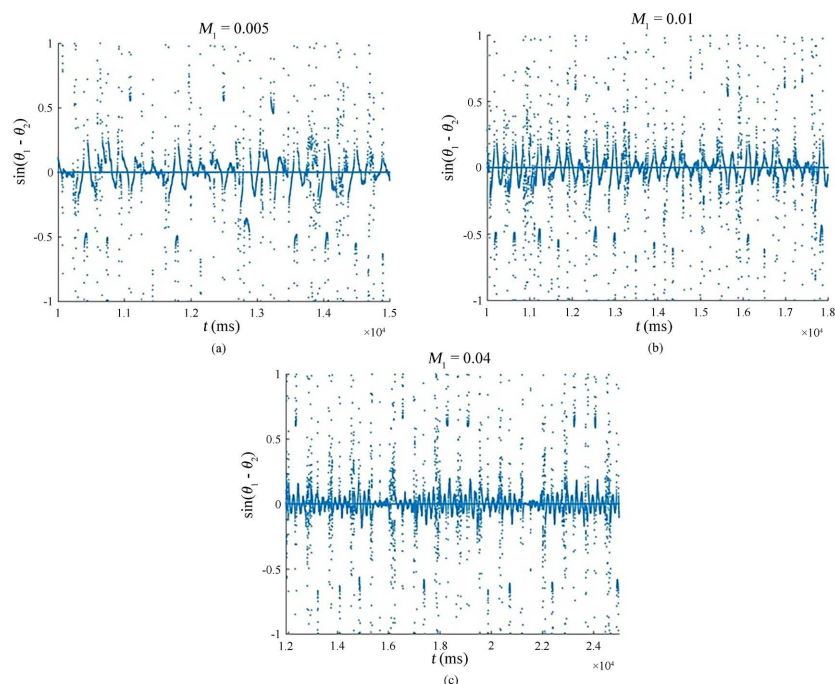 M₁ = 0.005
1
0.5
0
-0.5
-1
sin(θ₁ - θ₂)
10 1.1 1.2 1.3 1.4 1.5
t (ms)
×10⁴
(a)
M₁ = 0.01
1
0.5
0
-0.5
-1
sin(θ₁ - θ₂)
10 1.1 1.2 1.3 1.4 1.5 1.6 1.7 1.8
t (ms)
×10⁴
(b)
M₁ = 0.04
1
0.5
0
-0.5
-1
sin(θ₁ - θ₂)
1.2 1.4 1.6 1.8 2 2.2 2.4
t (ms)
×10⁴
(c)